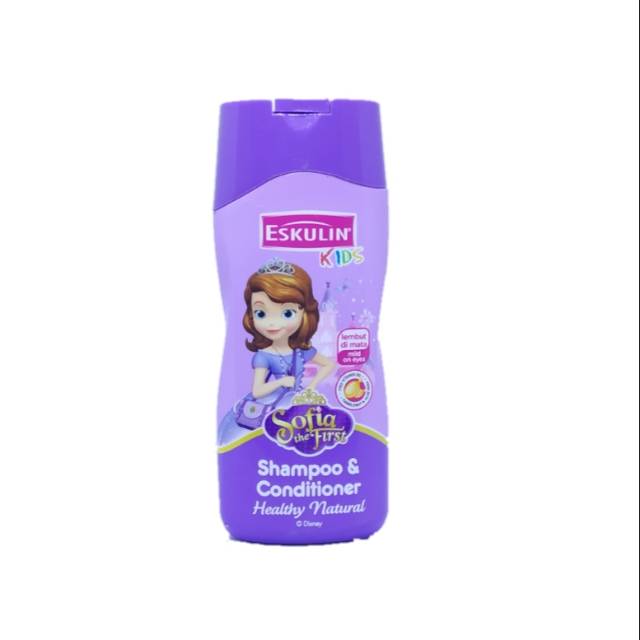 ESKULIN
KIDS
lembut
di mata
mild
on eyes
Sofia
the First
Shampoo &
Conditioner
Healthy Natural
© Disney